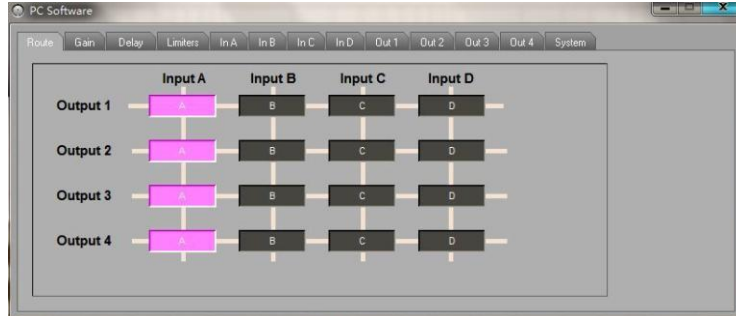 PC Software
Route Gain Delay Limiters In A In B In C In D Out 1 Out 2 Out 3 Out 4 System
Input A Input B Input C Input D
Output 1 A B C D
Output 2 A B C D
Output 3 A B C D
Output 4 A B C D